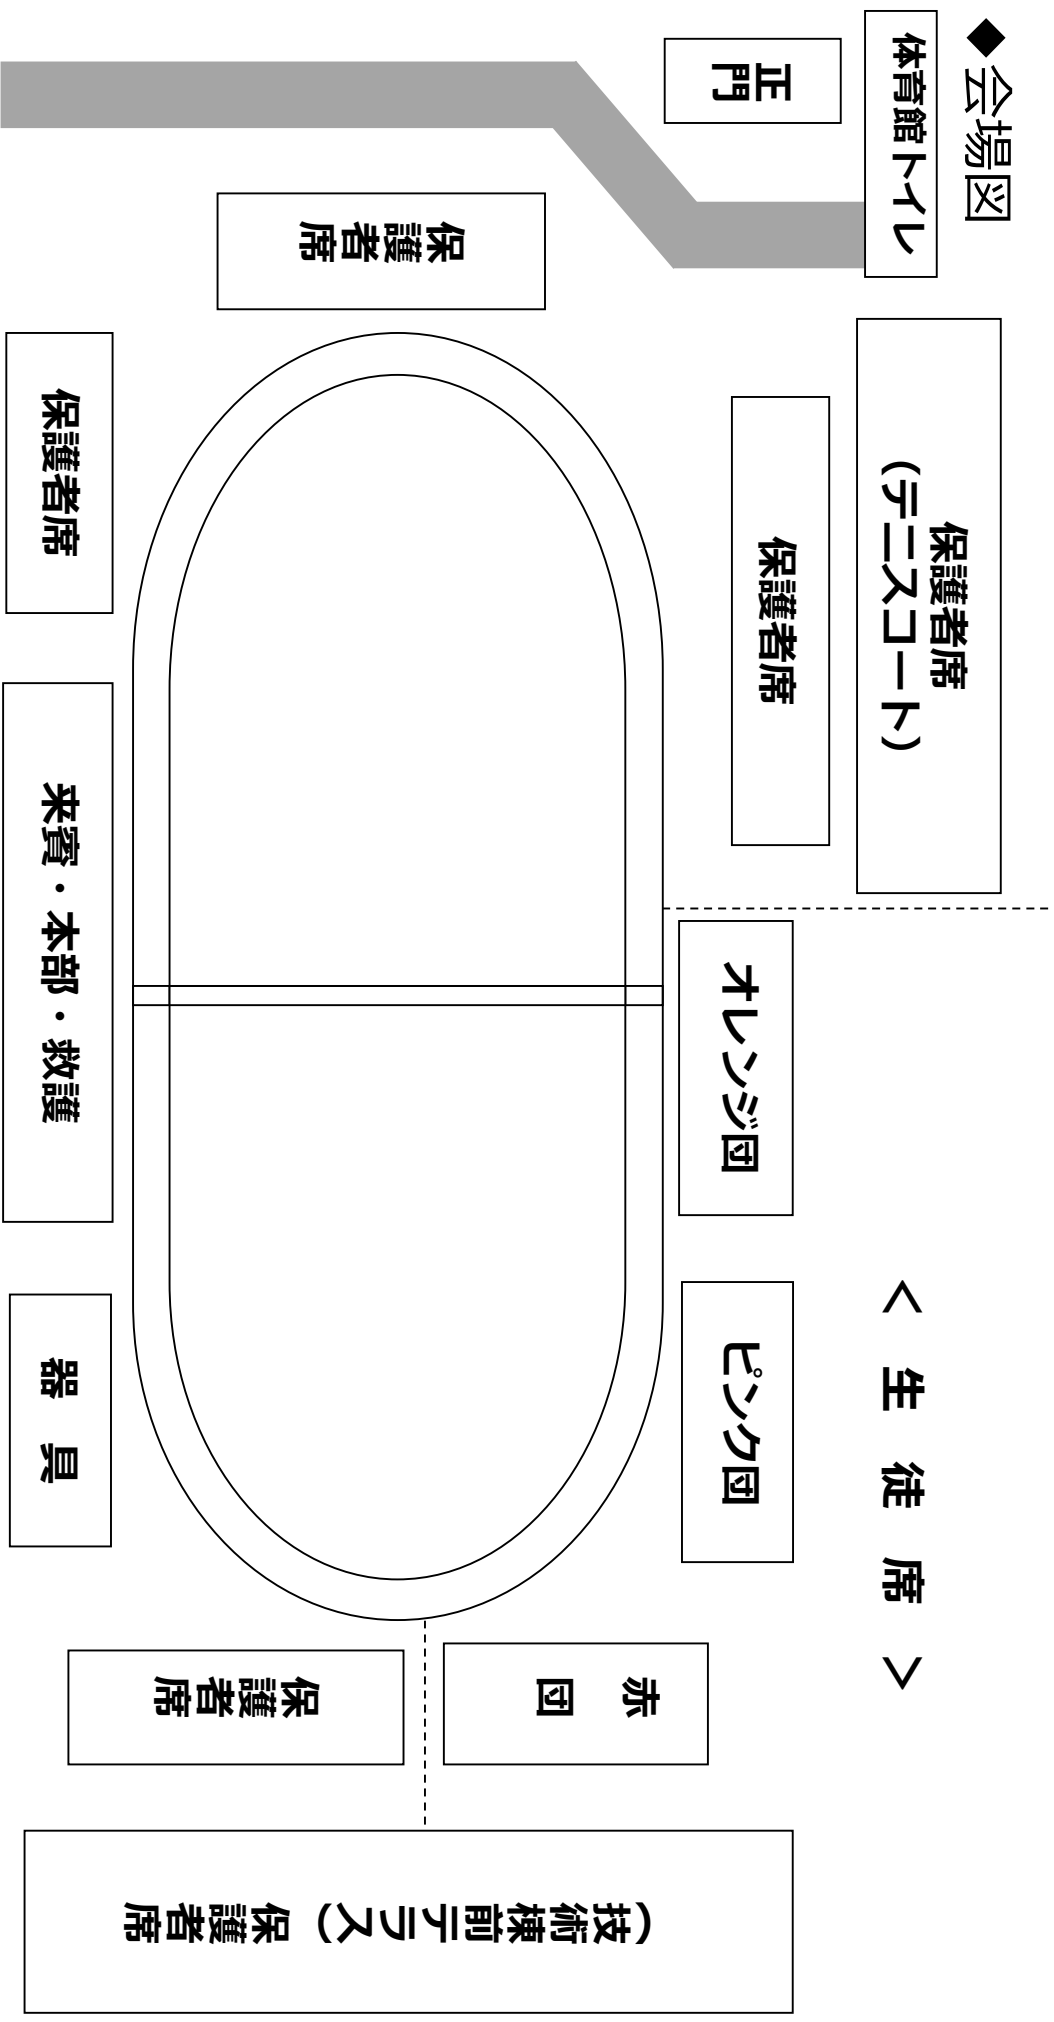 ◆会場図
体育館トイレ
保護者席
(テニスコート)
＜ 生 徒 席 ＞
正門
保護者席
オレンジ団
ピンク団
赤　団
保護者席
保護者席
（技術棟前テラス）保護者席
保護者席
来賓・本部・救護
器　具